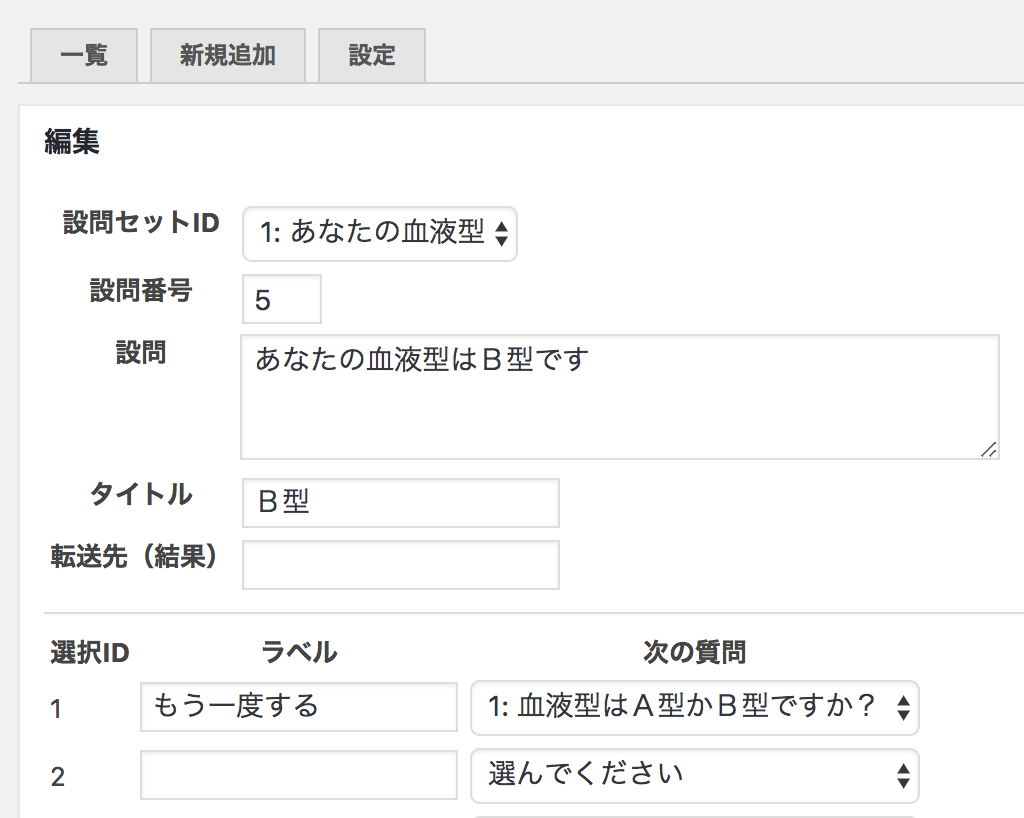 一覧 新規追加 設定
編集
設問セットID 1: あなたの血液型
設問番号 5
設問 あなたの血液型はＢ型です
タイトル Ｂ型
転送先（結果）
選択ID ラベル 次の質問
1 もう一度する 1: 血液型はＡ型かＢ型ですか？
2 選んでください